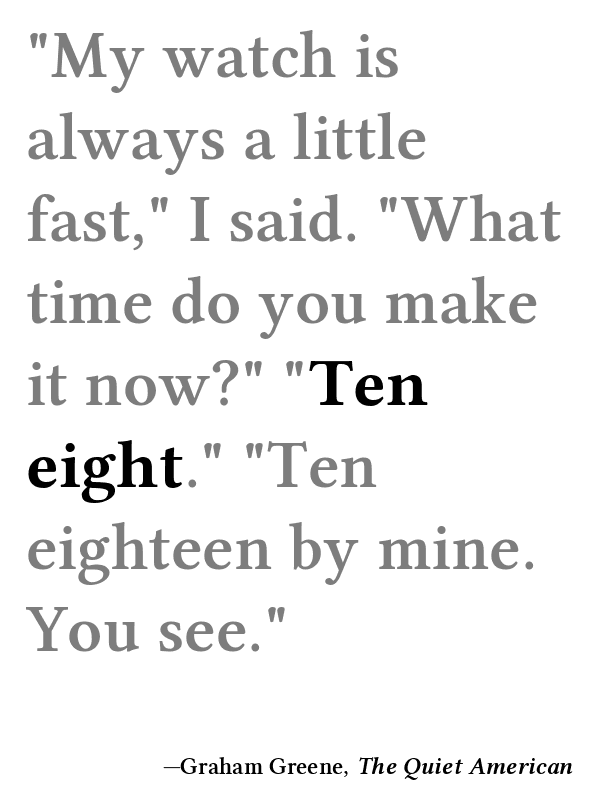 "My watch is
always a little
fast," I said. "What
time do you make
it now?" "Ten
eight." "Ten
eighteen by mine.
You see."
—Graham Greene, The Quiet American